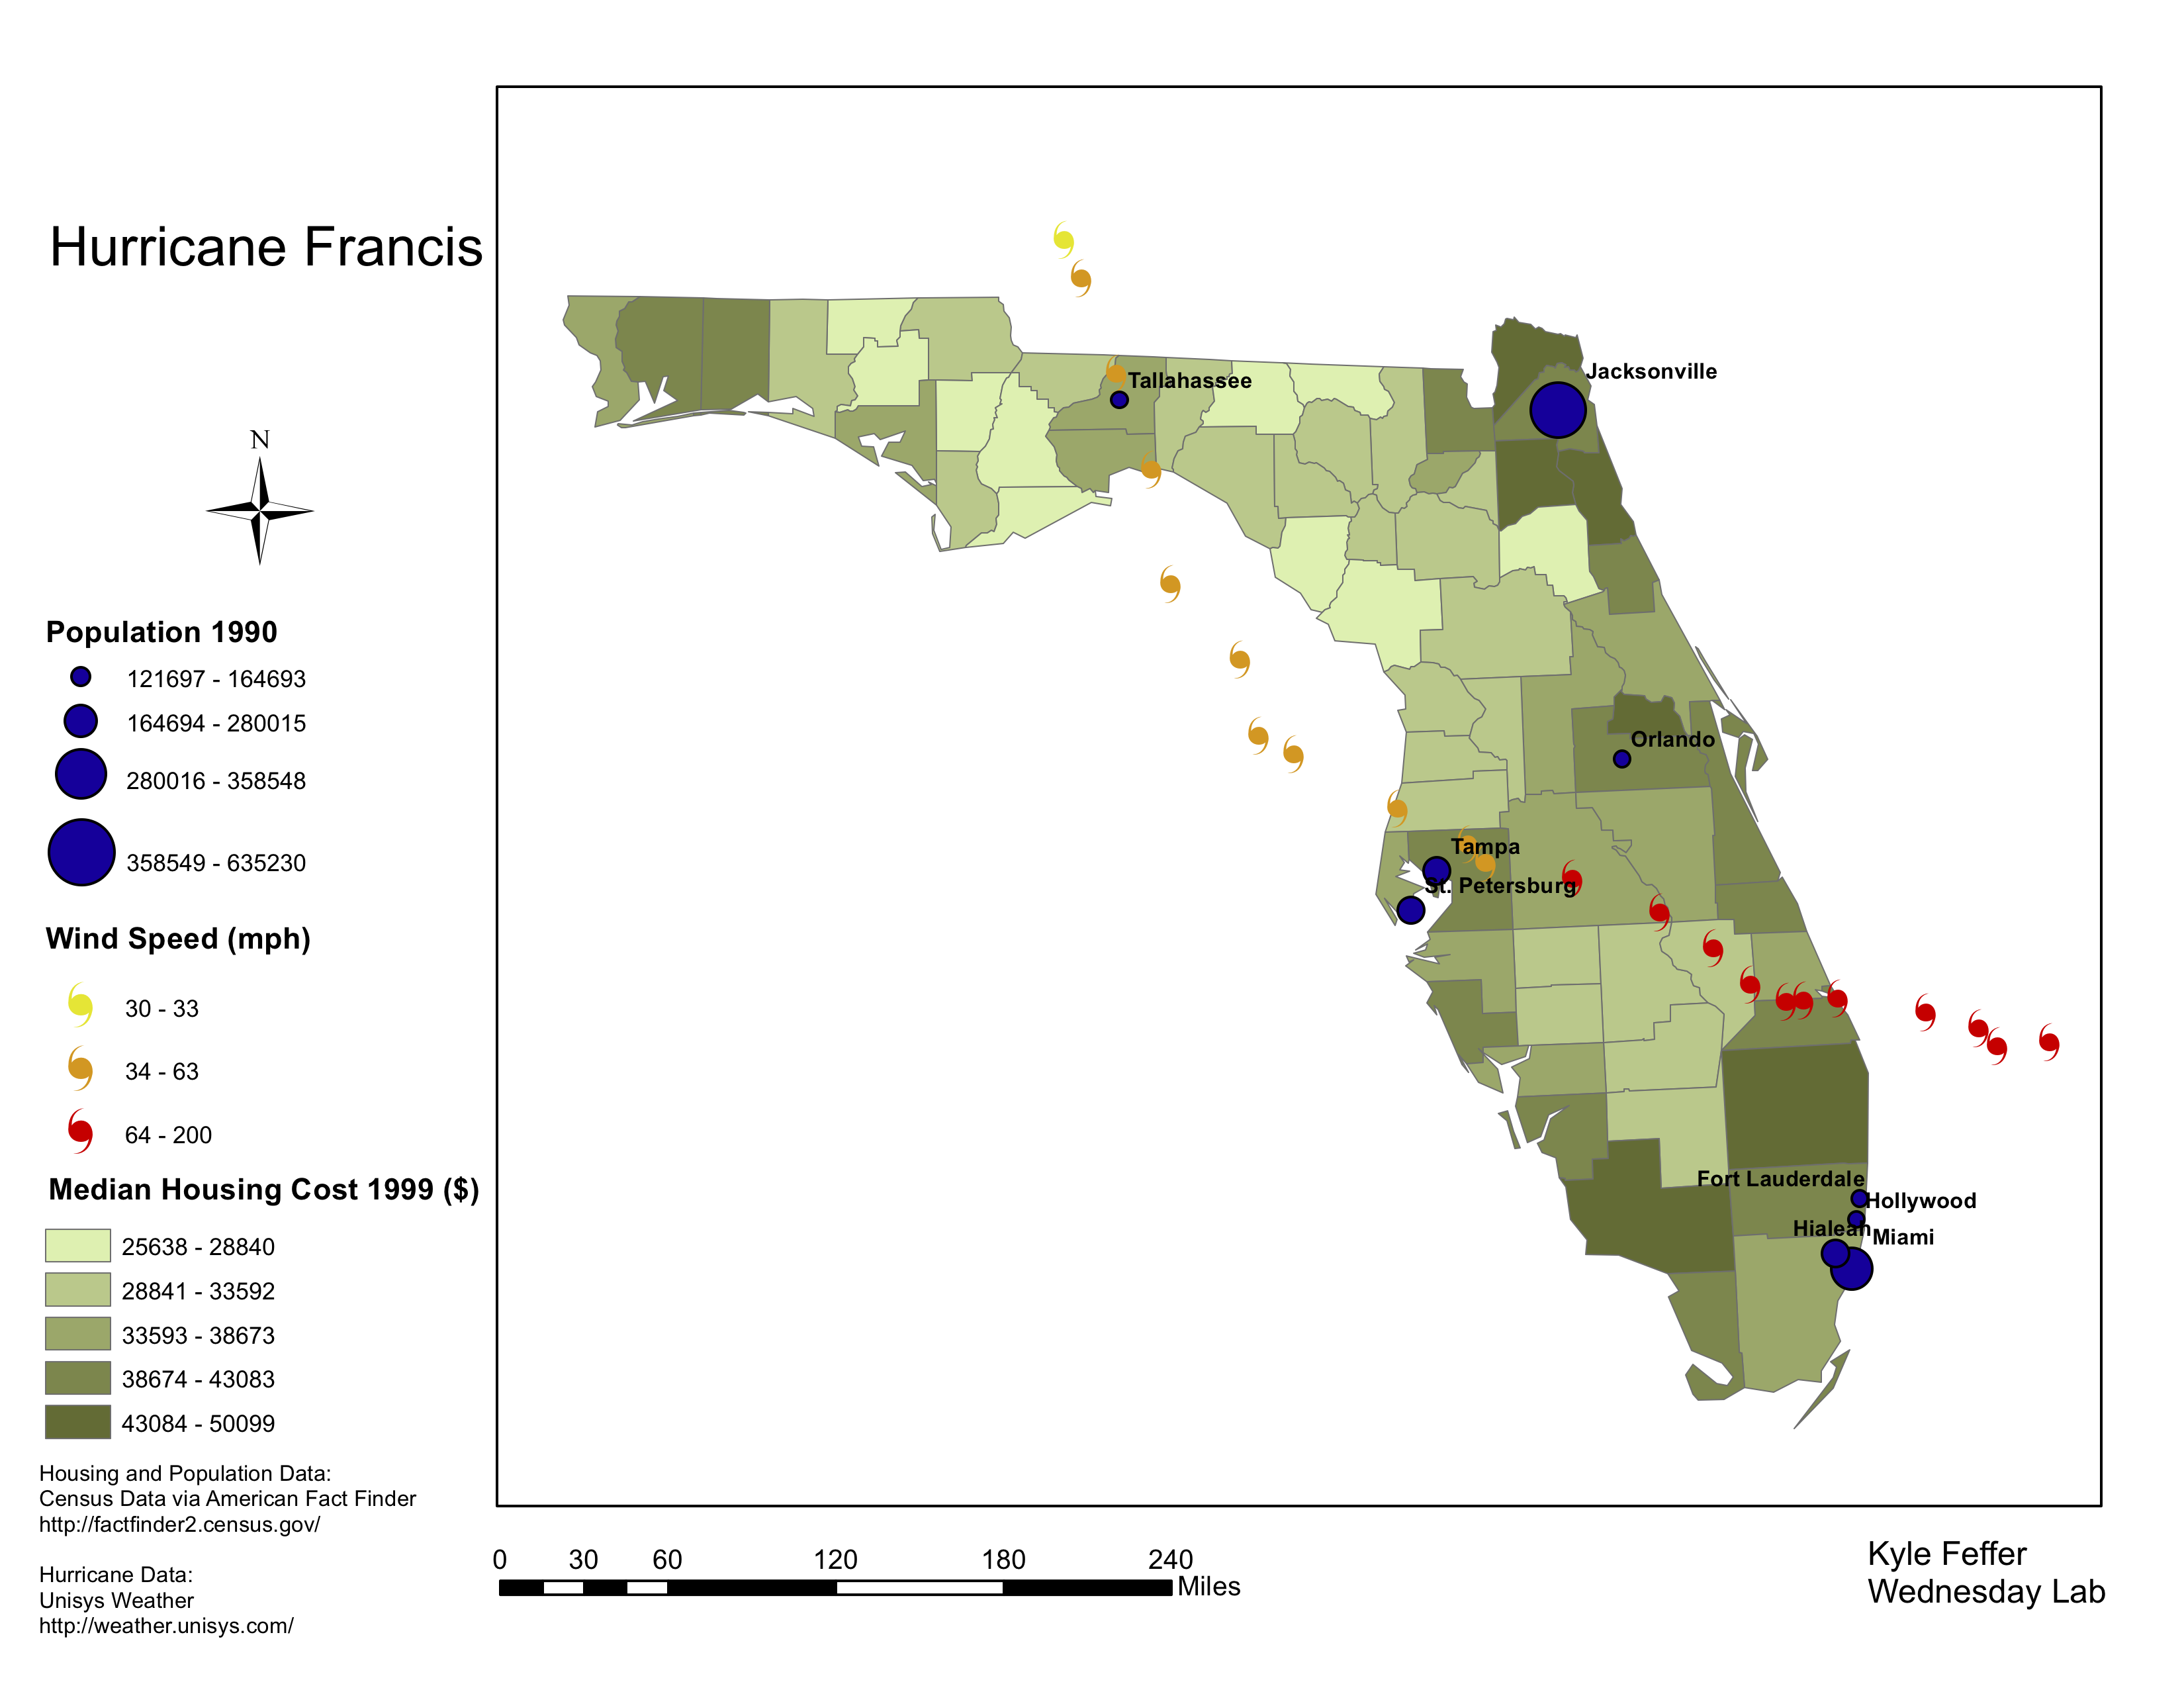 Hurricane Francis
N
Population 1990
121697 - 164693
164694 - 280015
280016 - 358548
358549 - 635230
Wind Speed (mph)
30 - 33
34 - 63
64 - 200
Median Housing Cost 1999 ($)
25638 - 28840
28841 - 33592
33593 - 38673
38674 - 43083
43084 - 50099
Housing and Population Data:
Census Data via American Fact Finder
http://factfinder2.census.gov/
Hurricane Data:
Unisys Weather
http://weather.unisys.com/
Jacksonville
Tallahassee
Orlando
Tampa
St. Petersburg
Fort Lauderdale
Hollywood
Hialeah
Miami
0 30 60 120 180 240
Miles
Kyle Feffer
Wednesday Lab